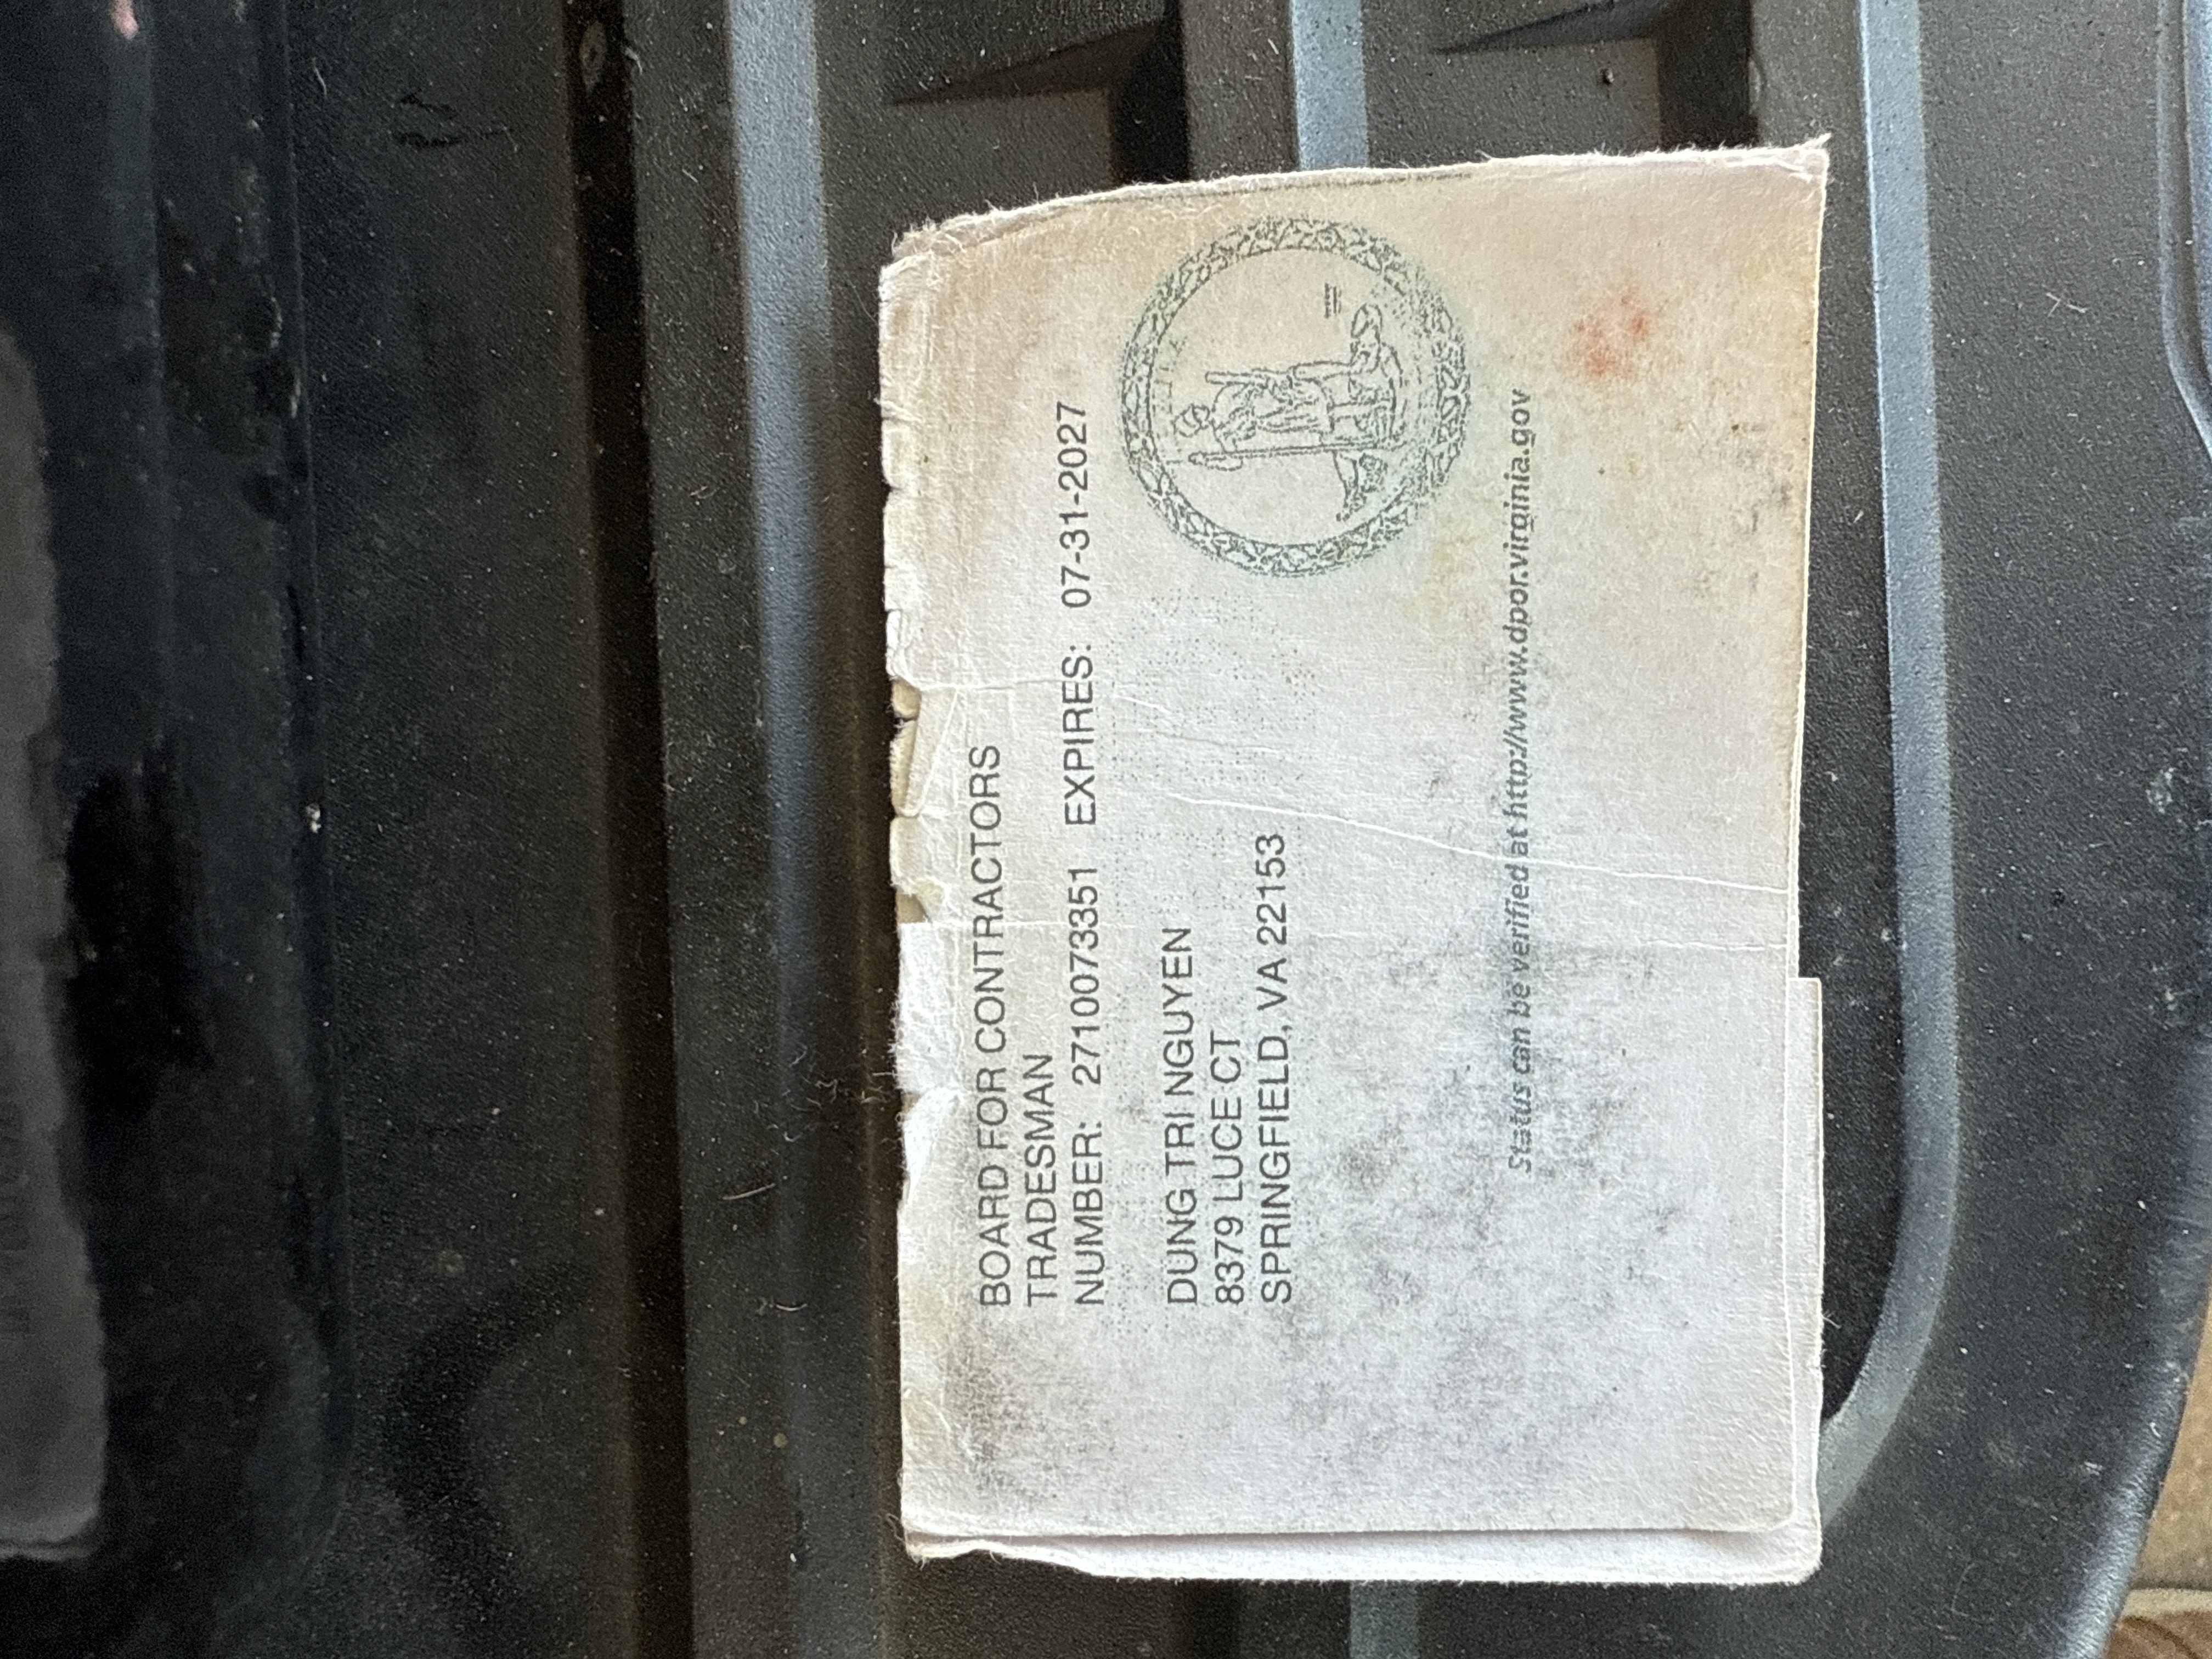 BOARD FOR CONTRACTORS
TRADESMAN
NUMBER: 2710073351 EXPIRES: 07-31-2027
DUNG TRI NGUYEN
8379 LUCE CT
SPRINGFIELD, VA 22153
Status can be verified at http://www.dpor.virginia.gov